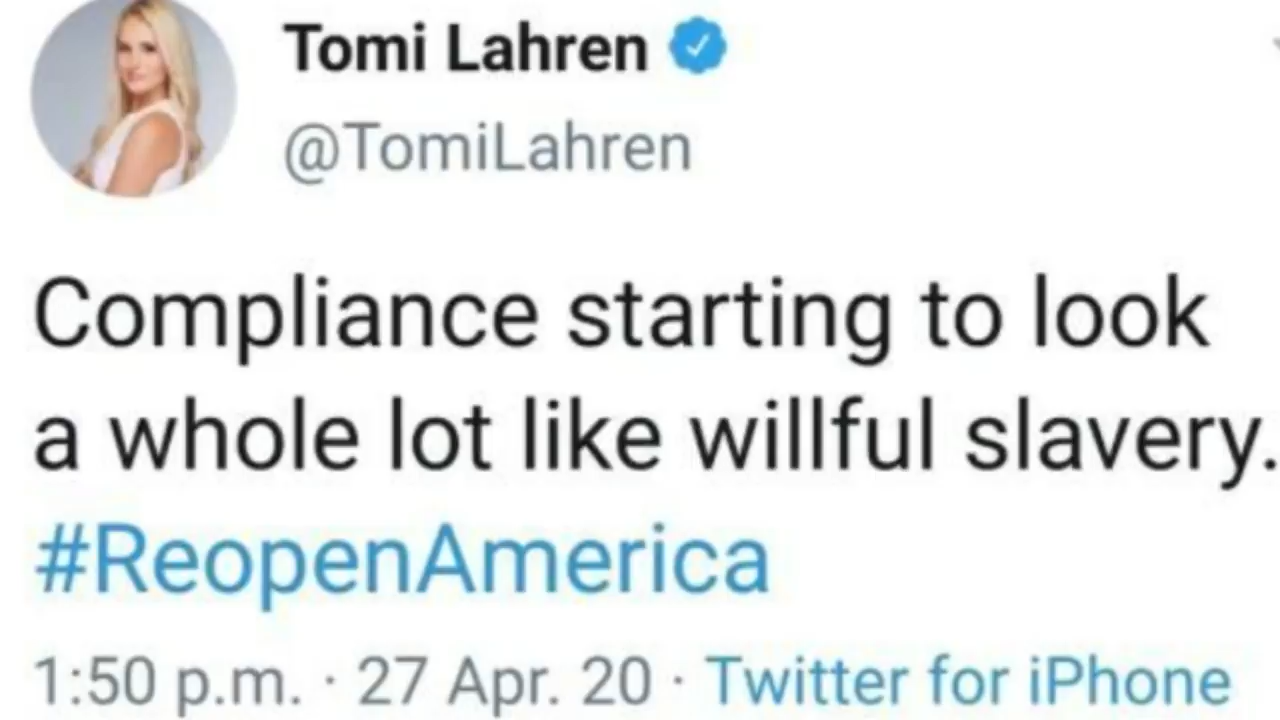 Tomi Lahren
@TomiLahren
Compliance starting to look
a whole lot like willful slavery.
#ReopenAmerica
1:50 p.m. · 27 Apr. 20 · Twitter for iPhone